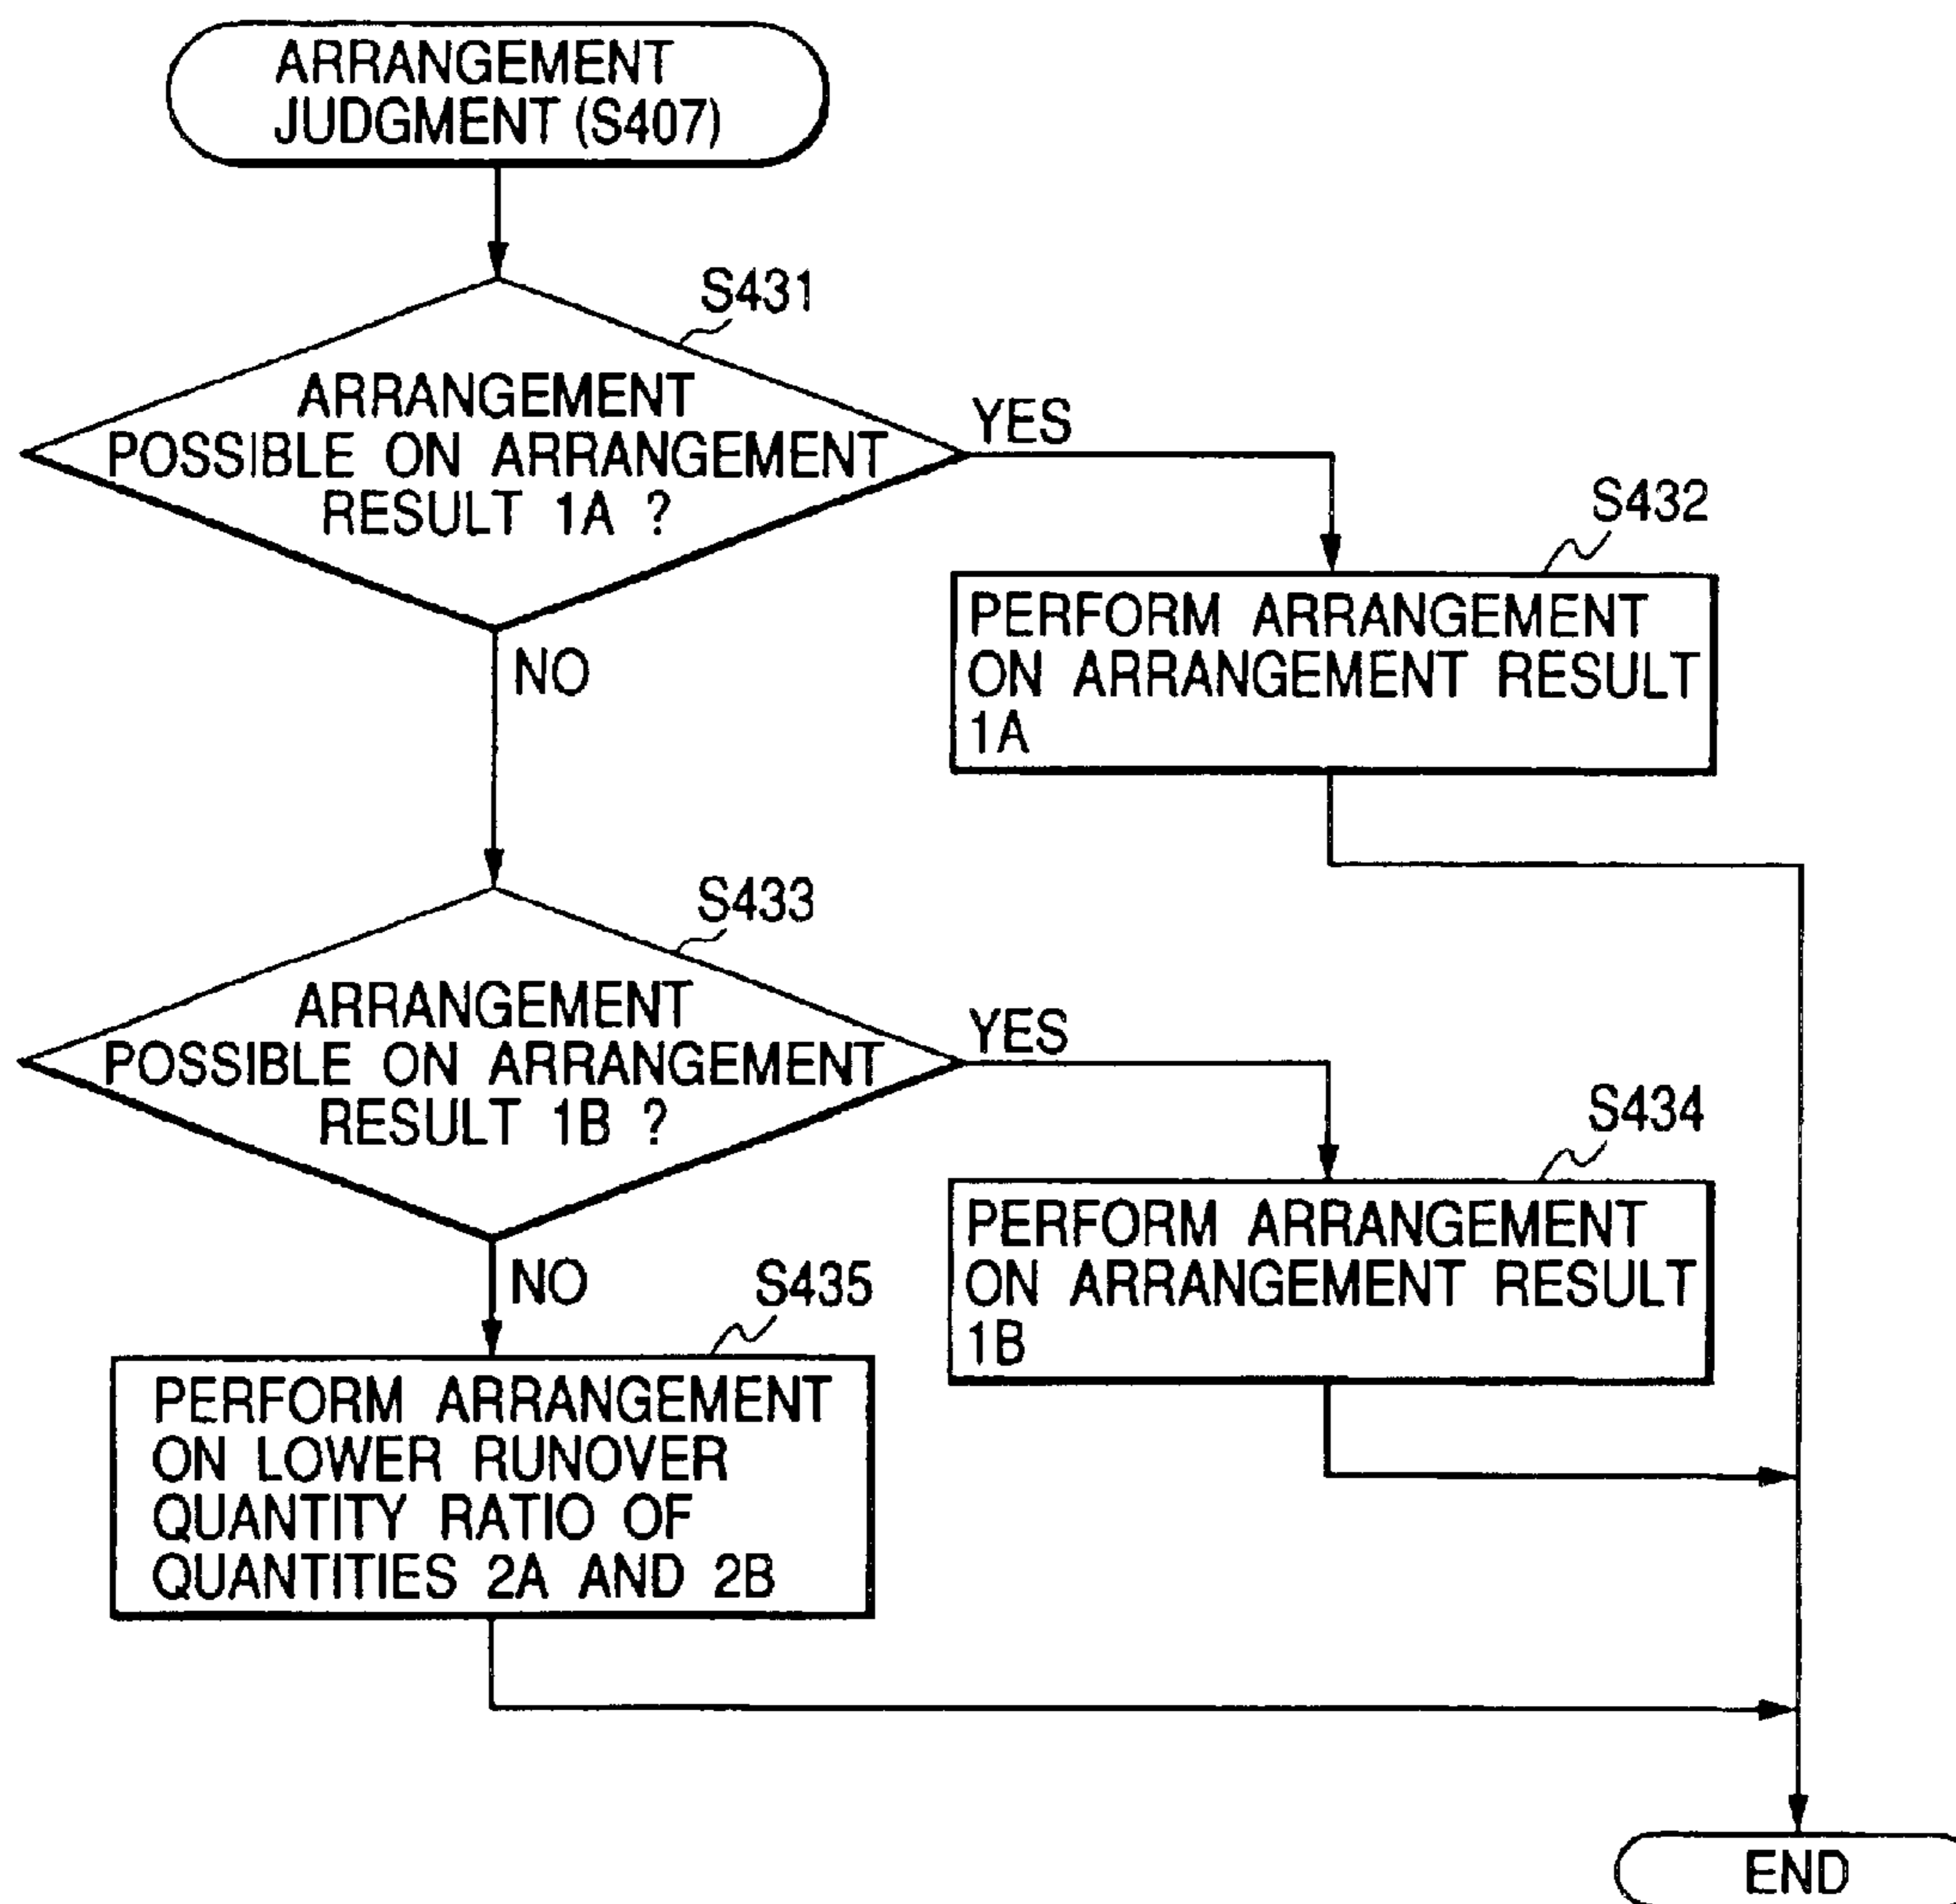 ARRANGEMENT
JUDGMENT (S407)
S431
ARRANGEMENT
POSSIBLE ON ARRANGEMENT
RESULT 1A ?
YES
NO
S432
PERFORM ARRANGEMENT
ON ARRANGEMENT RESULT
1A
S433
ARRANGEMENT
POSSIBLE ON ARRANGEMENT
RESULT 1B ?
YES
NO
S434
PERFORM ARRANGEMENT
ON ARRANGEMENT RESULT
1B
S435
PERFORM ARRANGEMENT
ON LOWER RUNOVER
QUANTITY RATIO OF
QUANTITIES 2A AND 2B
END